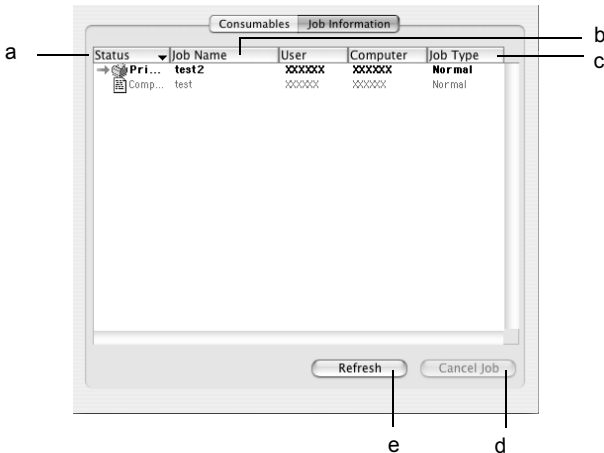 Consumables Job Information
a
b
c
Status Job Name User Computer Job Type
Pri... test2 XXXXXX XXXXXX Normal
Comp... test XXXXXX XXXXXX Normal
Refresh Cancel Job
e d